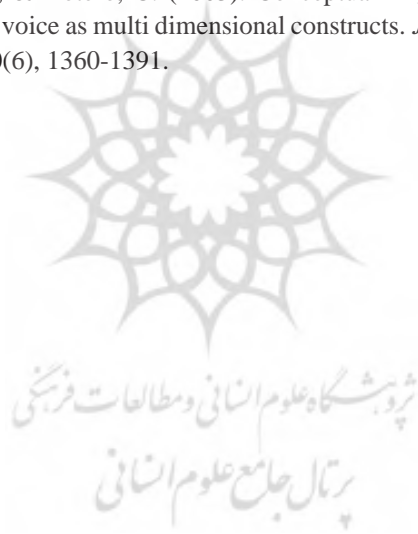 voice as multi dimensional constructs.
(6), 1360-1391.
پژوهشگاه علوم انسانی و مطالعات فرهنگی
پرتال جامع علوم انسانی